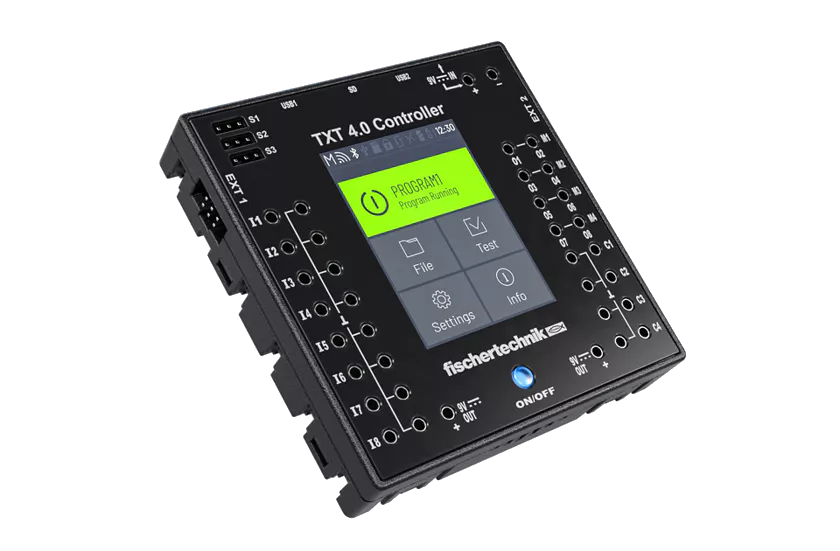 USB1
SD
USB2
9V IN
+
-
S1
S2
S3
EXT 1
EXT 2
TXT 4.0 Controller
M 12:30
PROGRAM1
Program Running
File
Test
Settings
Info
I1
I2
I3
I4
I5
I6
I7
I8
O1
O2
M1
O3
O4
M2
O5
O6
M3
O7
O8
M4
C1
C2
C3
C4
fischertechnik
9V OUT
+
ON/OFF
9V OUT
+